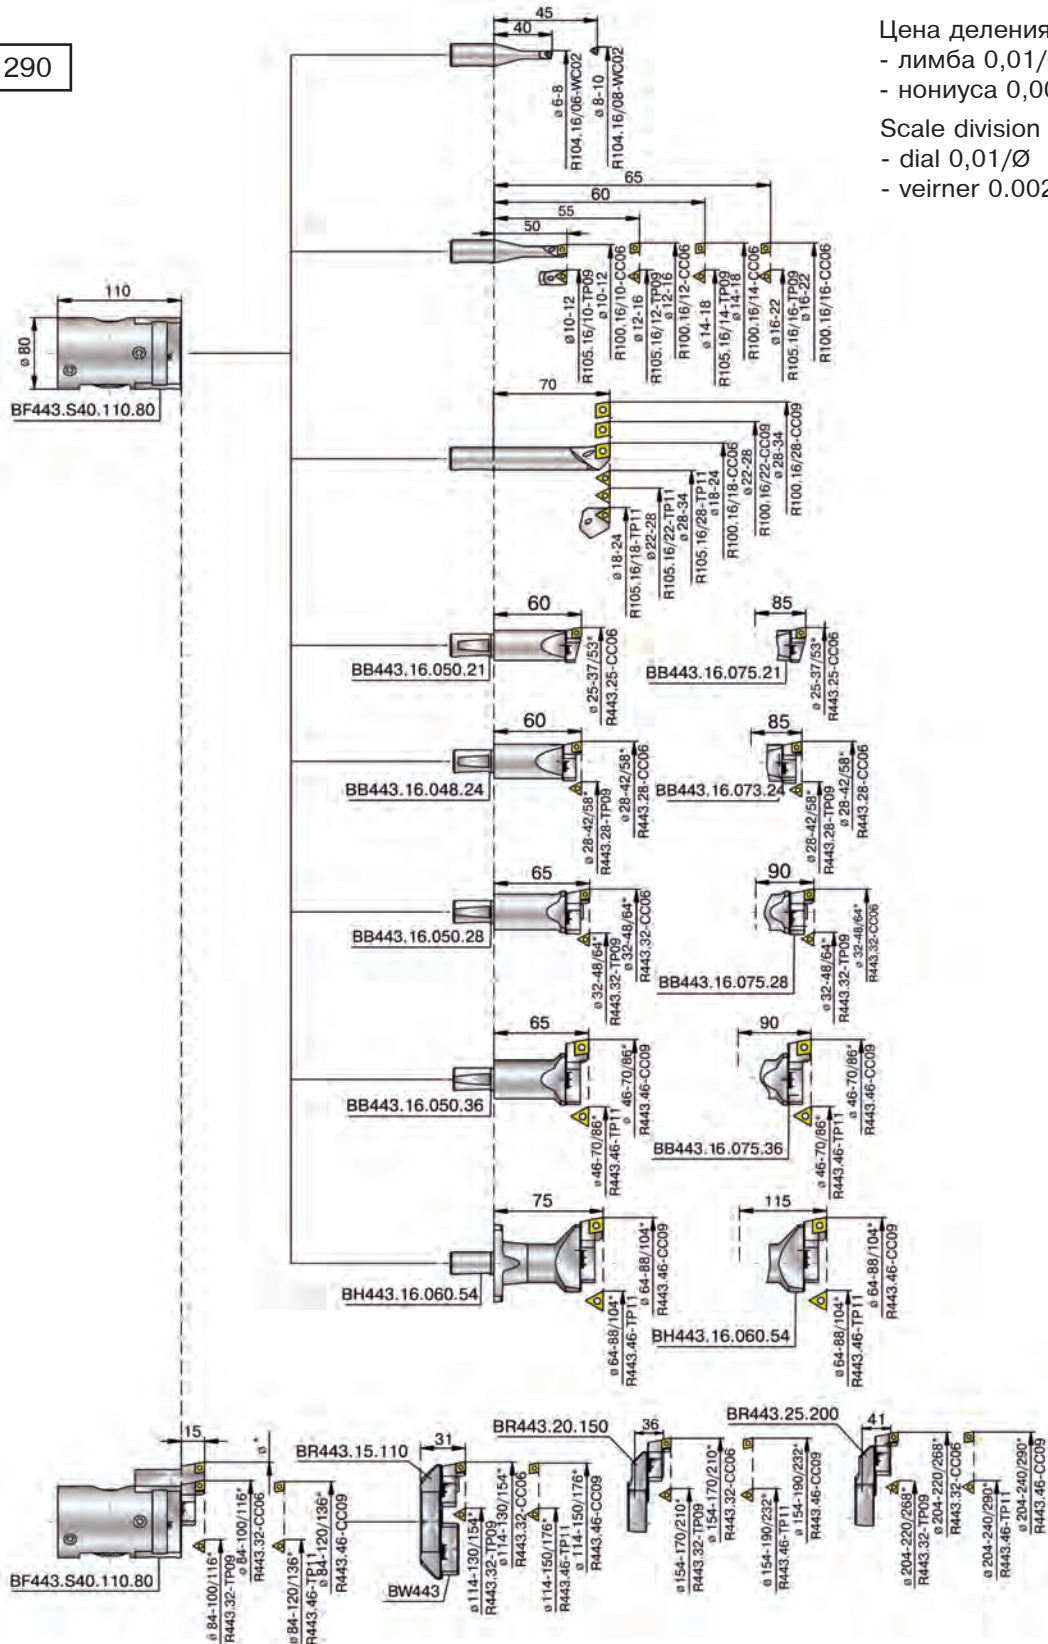 290
Цена деления
- лимба 0,01/
- нониуса 0,00
Scale division
- dial 0,01/Ø
- veirner 0.002
45
40
ø 6-8
R104.16/06-WC02
ø 8-10
R104.16/08-WC02
65
60
55
50
ø10-12
R105.16/10-TP09
ø 10-12
R100.16/10-CC06
ø 12-16
R105.16/12-TP09
ø 12-16
R100.16/12-CC06
ø 14-18
R105.16/14-TP09
ø 14-18
R100.16/14-CC06
ø16-22
R105.16/16-TP09
ø 16-22
R100.16/16-CC06
110
ø 80
BF443.S40.110.80
70
ø 18-24
R105.16/18-TP11
ø22-28
R105.16/22-TP11
ø 28-34
R105.16/28-TP11
ø18-24
R100.16/18-CC06
ø22-28
R100.16/22-CC09
ø 28-34
R100.16/28-CC09
60
BB443.16.050.21
ø 25-37/53*
R443.25-CC06
85
BB443.16.075.21
ø 25-37/53*
R443.25-CC06
60
BB443.16.048.24
ø 28-42/58*
R443.28-TP09
ø 28-42/58*
R443.28-CC06
85
BB443.16.073.24
ø 28-42/58*
R443.28-TP09
ø 28-42/58*
R443.28-CC06
65
BB443.16.050.28
ø32-48/64*
R443.32-TP09
ø 32-48/64*
R443.32-CC06
90
BB443.16.075.28
ø 32-48/64*
R443.32-TP09
ø 32-48/64*
R443.32-CC06
65
BB443.16.050.36
ø46-70/86*
R443.46-TP11
ø 46-70/86*
R443.46-CC09
90
BB443.16.075.36
ø 46-70/86*
R443.46-TP11
ø 46-70/86*
R443.46-CC09
75
BH443.16.060.54
ø 64-88/104*
R443.46-TP11
ø 64-88/104*
R443.46-CC09
115
BH443.16.060.54
ø 64-88/104*
R443.46-TP11
ø 64-88/104*
R443.46-CC09
15
ø *
BF443.S40.110.80
ø 84-100/116*
R443.32-TP09
ø 84-100/116*
R443.32-CC06
ø84-120/136*
R443.46-TP11
ø 84-120/136*
R443.46-CC09
BR443.15.110
31
BW443
ø114-130/154*
R443.32-TP09
ø 114-130/154*
R443.32-CC06
ø114-150/176*
R443.46-TP11
ø 114-150/176*
R443.46-CC09
BR443.20.150
36
ø154-170/210*
R443.32-TP09
ø 154-170/210*
R443.32-CC06
ø154-190/232*
R443.46-TP11
ø 154-190/232*
R443.46-CC09
BR443.25.200
41
ø 204-220/268*
R443.32-TP09
ø 204-220/268*
R443.32-CC06
ø204-240/290*
R443.46-TP11
ø 204-240/290*
R443.46-CC09